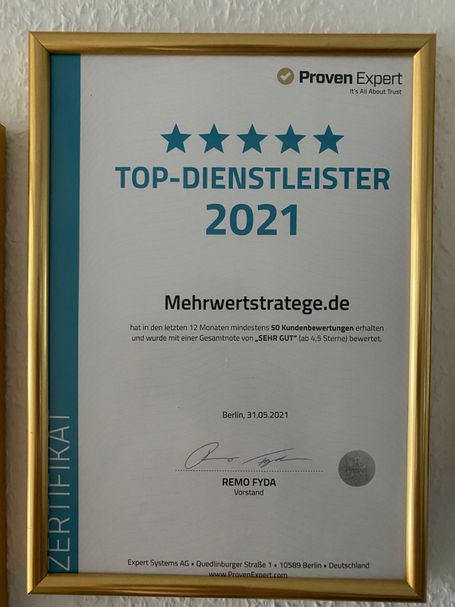 Proven Expert
It's All About Trust
TOP-DIENSTLEISTER
2021
Mehrwertstratege.de
hat in den letzten 12 Monaten mindestens 50 Kundenbewertungen erhalten
und wurde mit einer Gesamtnote von „SEHR GUT" (ab 4,5 Sterne) bewertet.
Berlin, 31.05.2021
REMO FYDA
Vorstand
ZERTIFIKAT
Expert Systems AG • Quedlinburger Straße 1 • 10589 Berlin • Deutschland
www.ProvenExpert.com